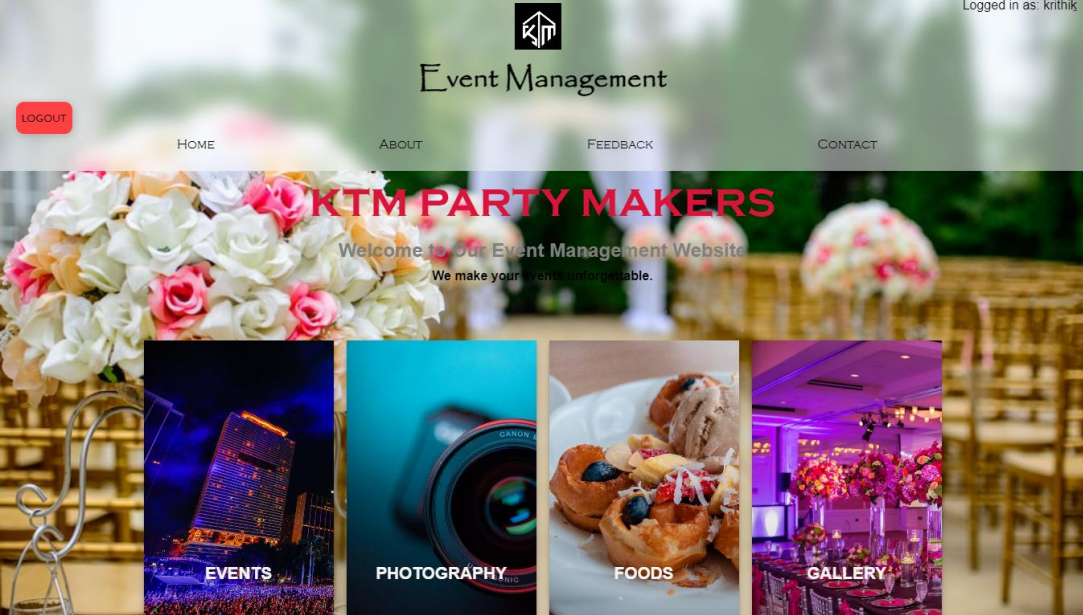 Logged in as: krithik
KTM
Event Management
LOGOUT
Home
About
Feedback
Contact
KTM PARTY MAKERS
Welcome to Our Event Management Website
We make your events unforgettable.
CANON
EVENTS
PHOTOGRAPHY
FOODS
GALLERY